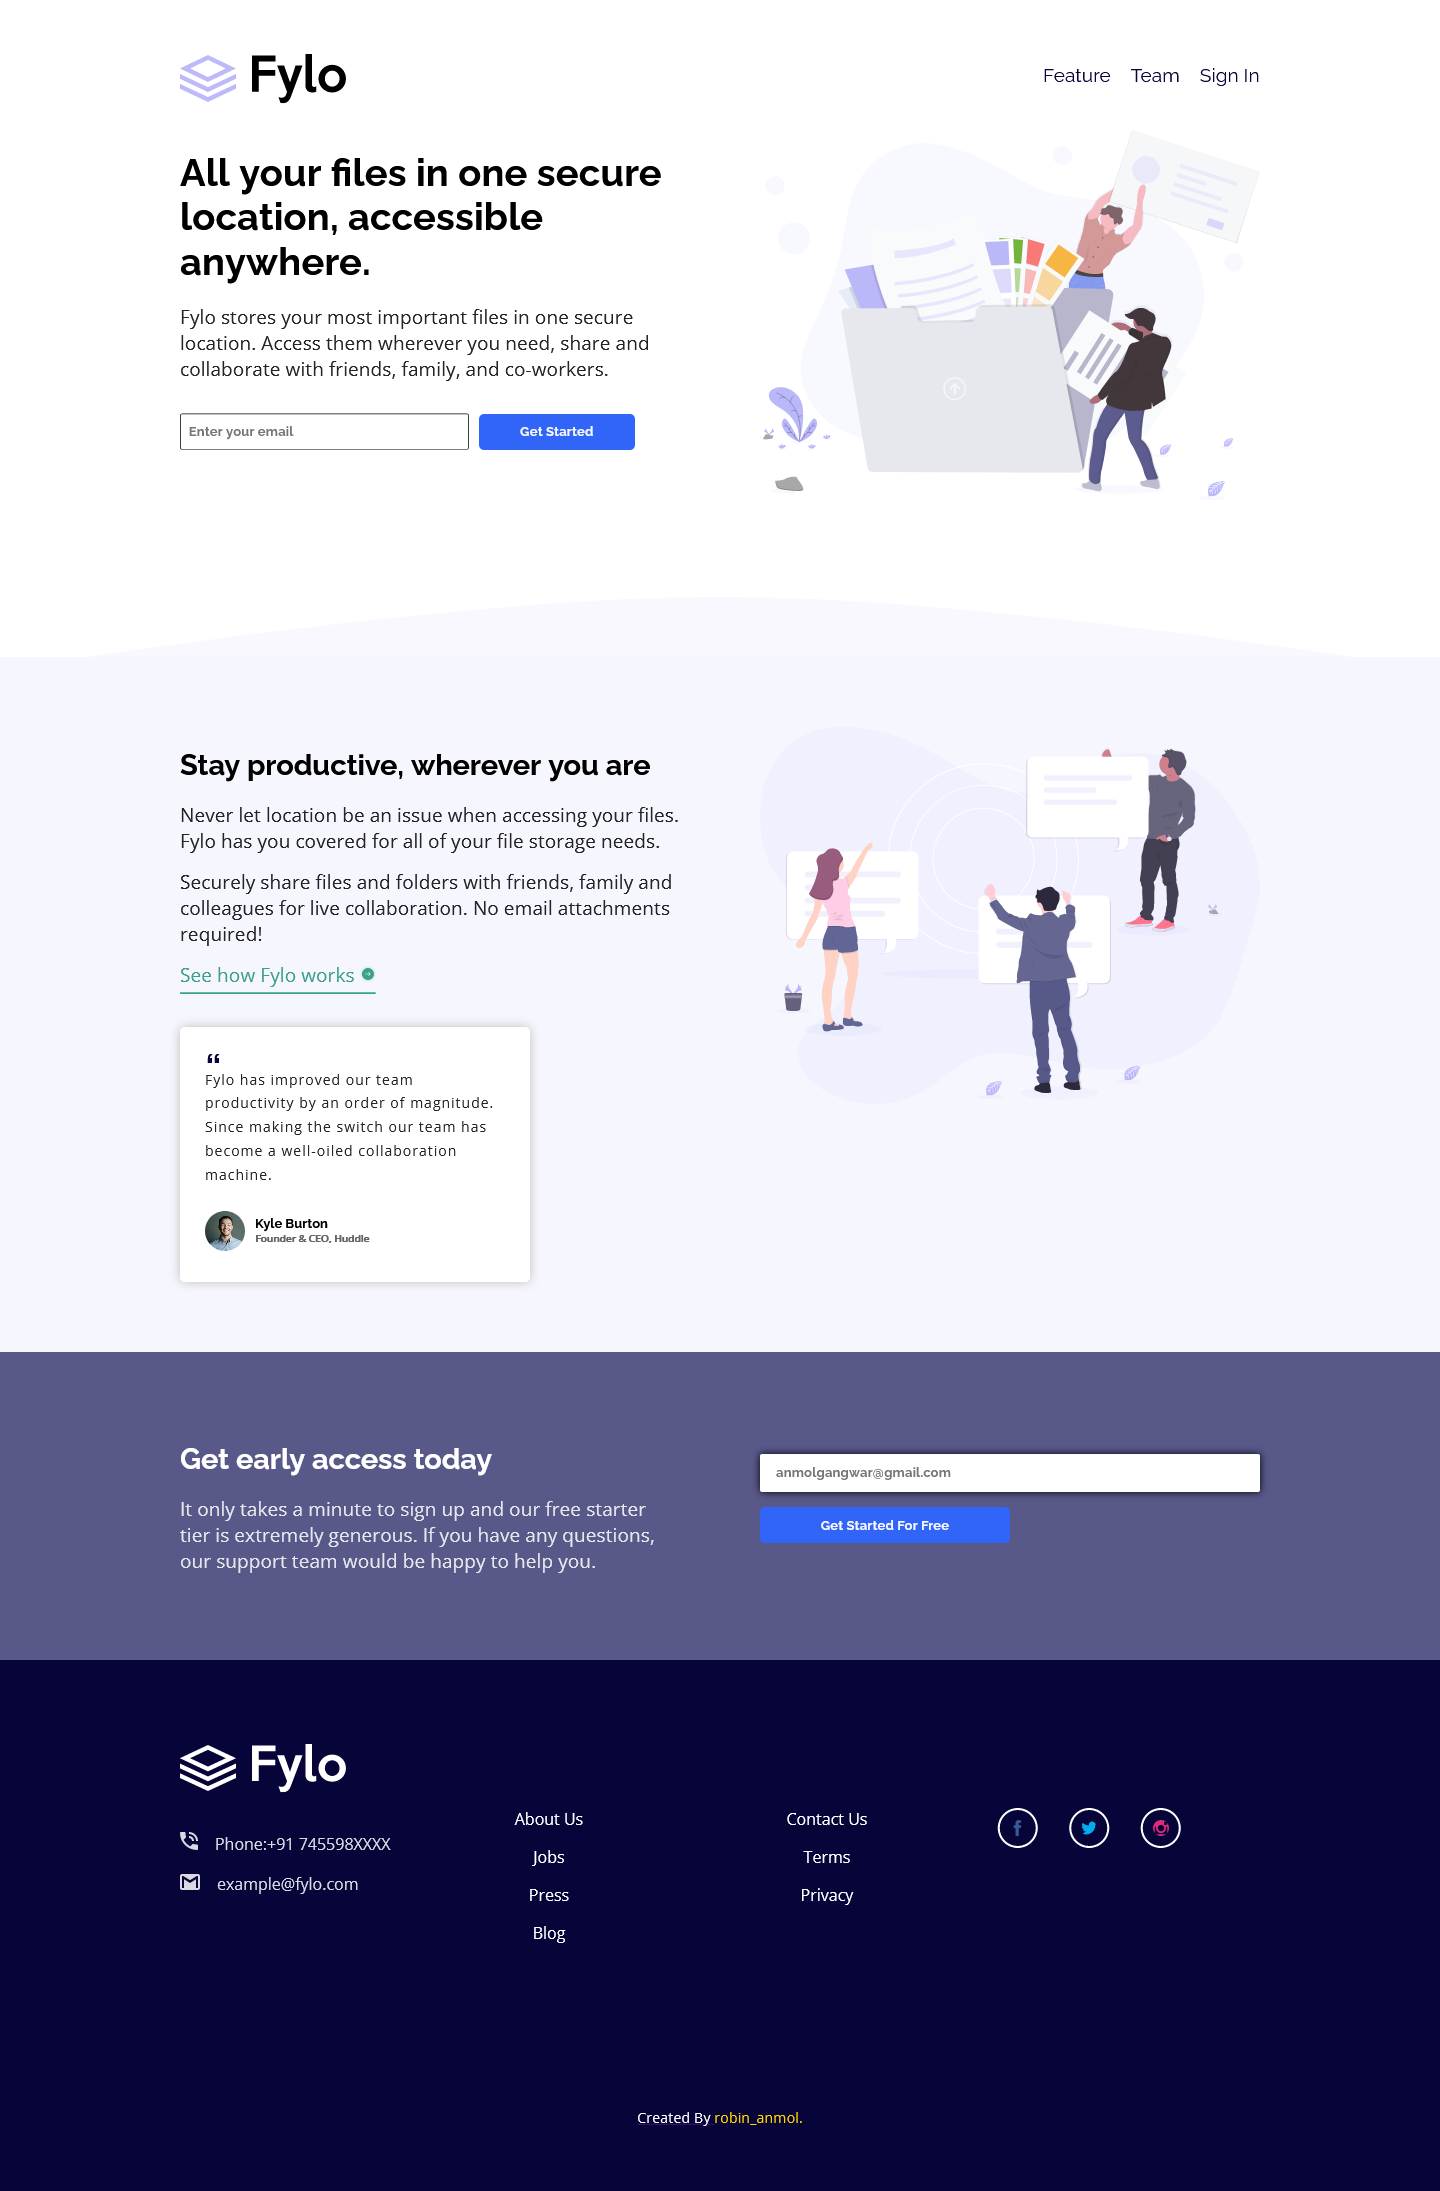 Fylo
Feature Team Sign In
All your files in one secure
location, accessible
anywhere.
Fylo stores your most important files in one secure
location. Access them wherever you need, share and
collaborate with friends, family, and co-workers.
Enter your email
Get Started
Stay productive, wherever you are
Never let location be an issue when accessing your files.
Fylo has you covered for all of your file storage needs.
Securely share files and folders with friends, family and
colleagues for live collaboration. No email attachments
required!
See how Fylo works
“
Fylo has improved our team
productivity by an order of magnitude.
Since making the switch our team has
become a well-oiled collaboration
machine.
Kyle Burton
Founder & CEO, Huddle
Get early access today
It only takes a minute to sign up and our free starter
tier is extremely generous. If you have any questions,
our support team would be happy to help you.
anmolgangwar@gmail.com
Get Started For Free
Fylo
Phone:+91 745598XXXX
example@fylo.com
About Us
Jobs
Press
Blog
Contact Us
Terms
Privacy
Created By robin_anmol.